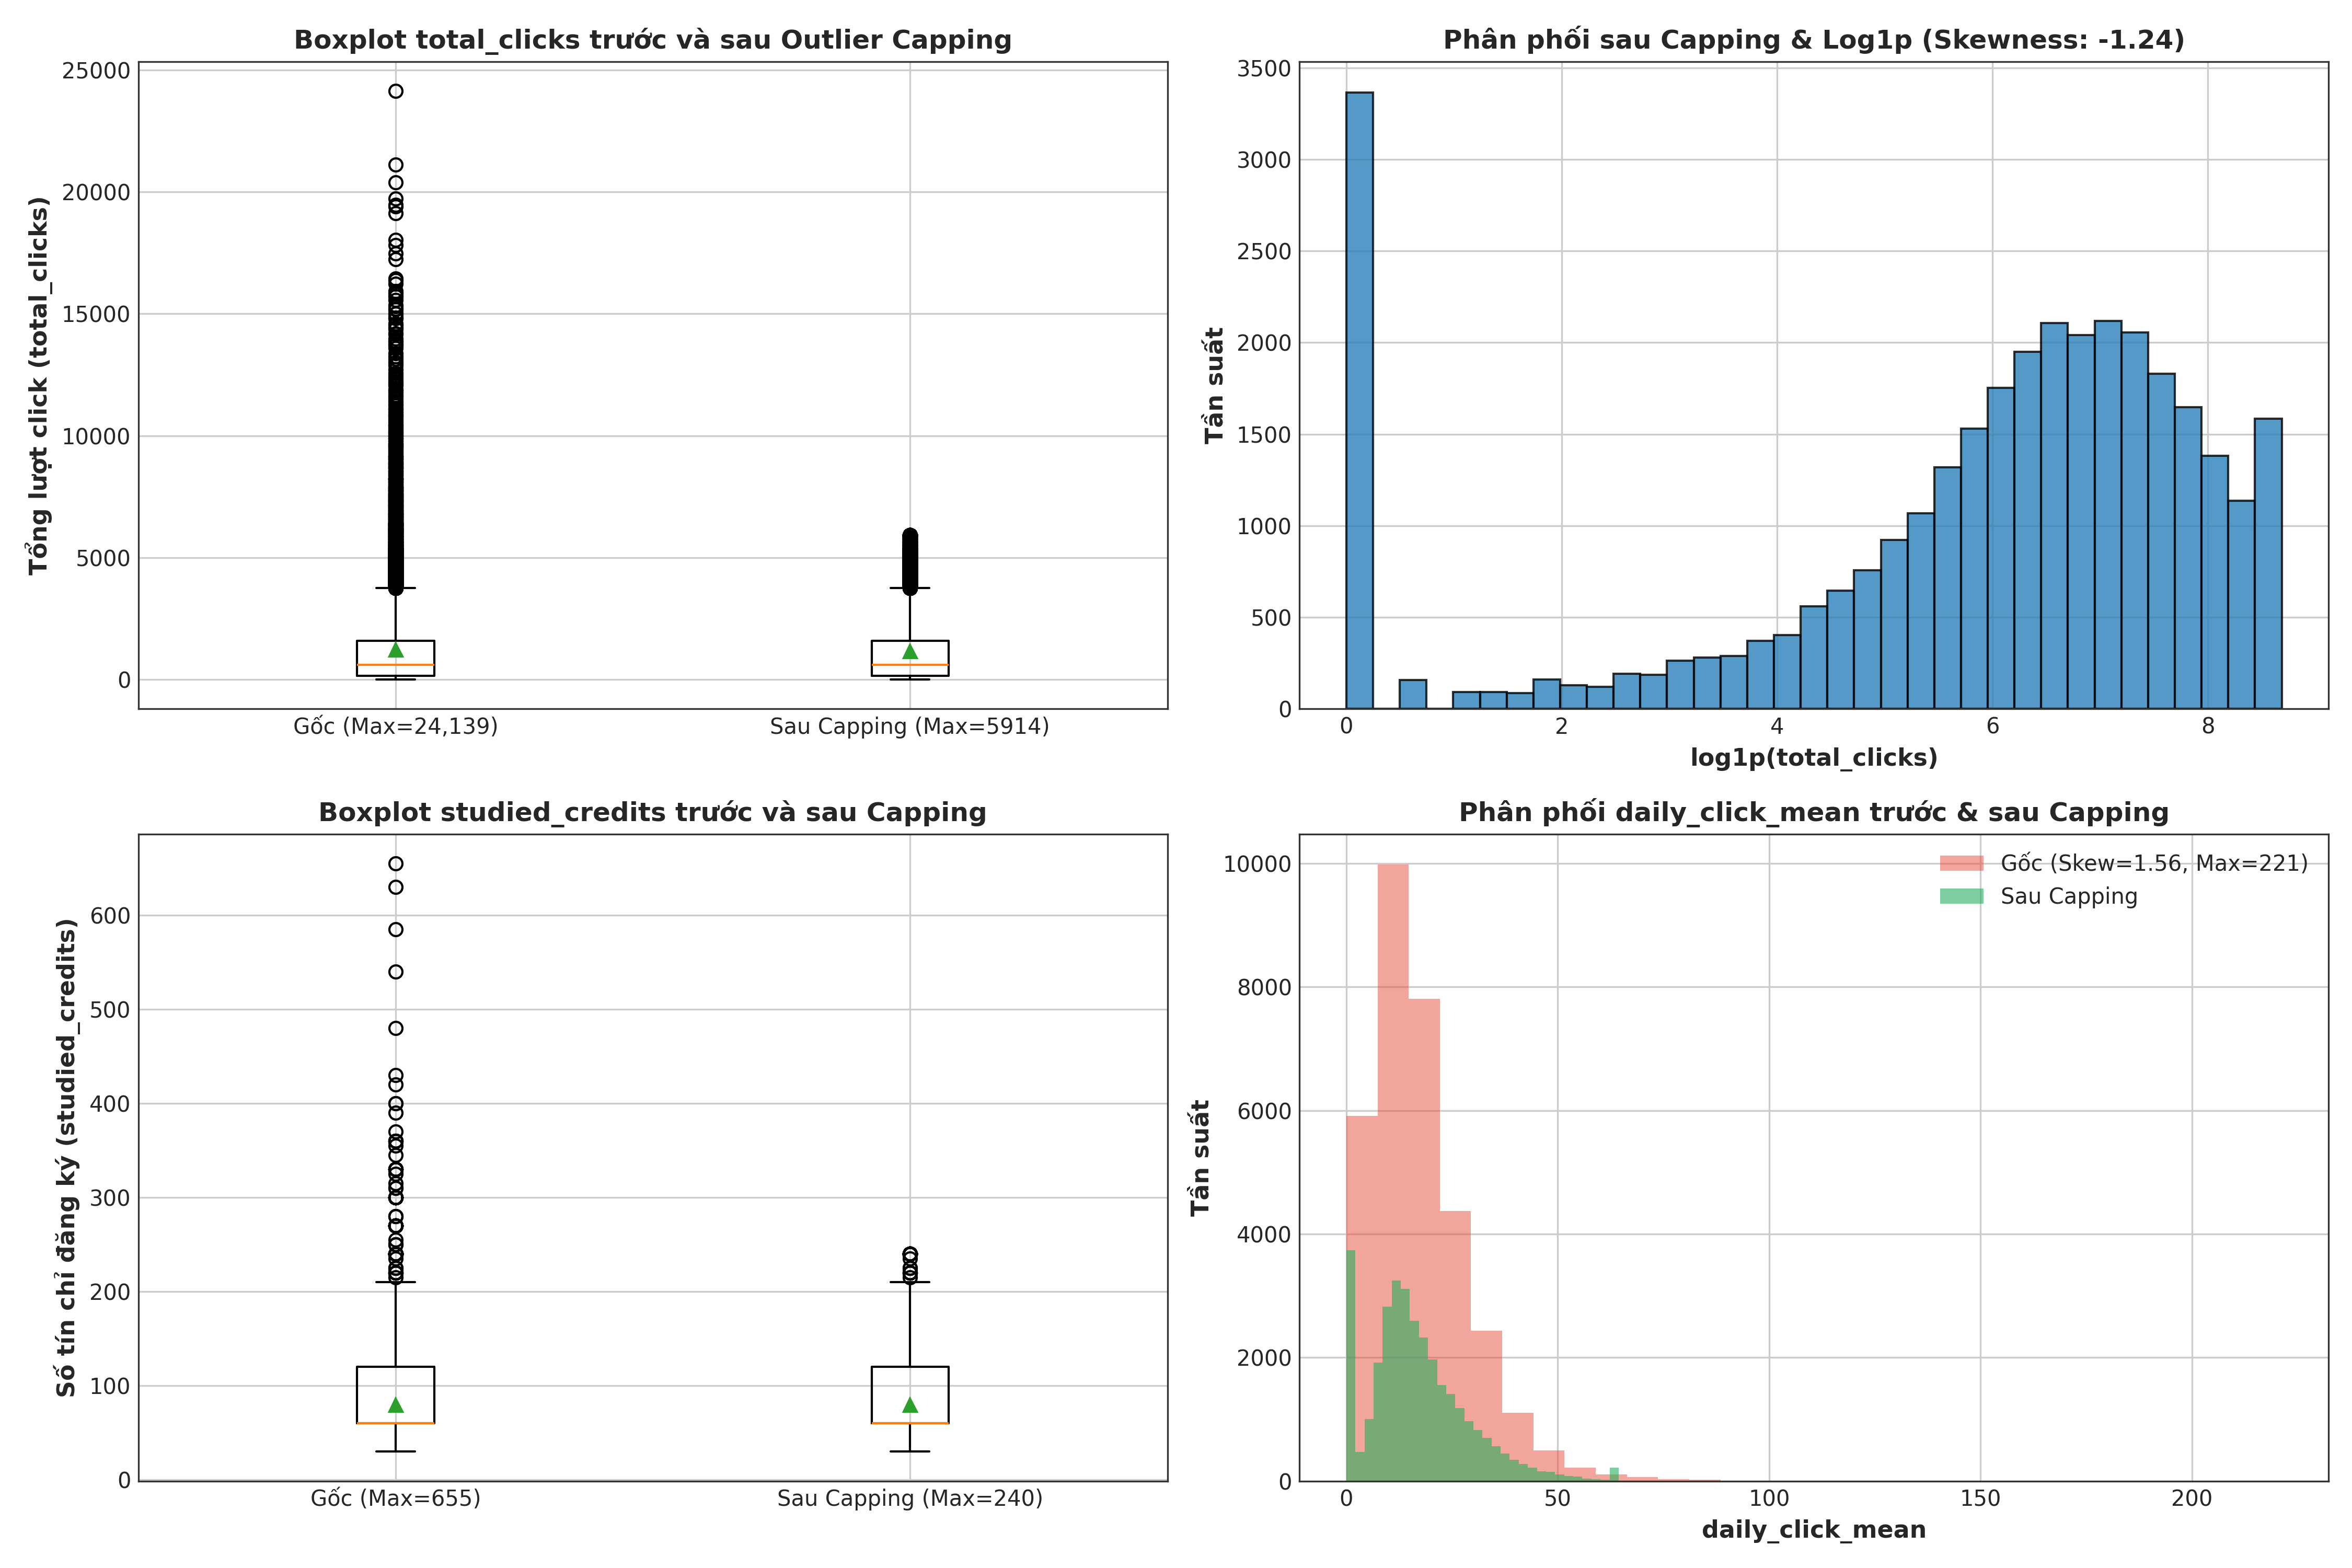 Boxplot total_clicks trước và sau Outlier Capping
Tổng lượt click (total_clicks)
25000
20000
15000
10000
5000
0
Gốc (Max=24,139)
Sau Capping (Max=5914)
Phân phối sau Capping & Log1p (Skewness: -1.24)
Tần suất
3500
3000
2500
2000
1500
1000
500
0
0
2
4
6
8
log1p(total_clicks)
Boxplot studied_credits trước và sau Capping
Số tín chỉ đăng ký (studied_credits)
600
500
400
300
200
100
0
Gốc (Max=655)
Sau Capping (Max=240)
Phân phối daily_click_mean trước & sau Capping
Gốc (Skew=1.56, Max=221)
Sau Capping
Tần suất
10000
8000
6000
4000
2000
0
0
50
100
150
200
daily_click_mean